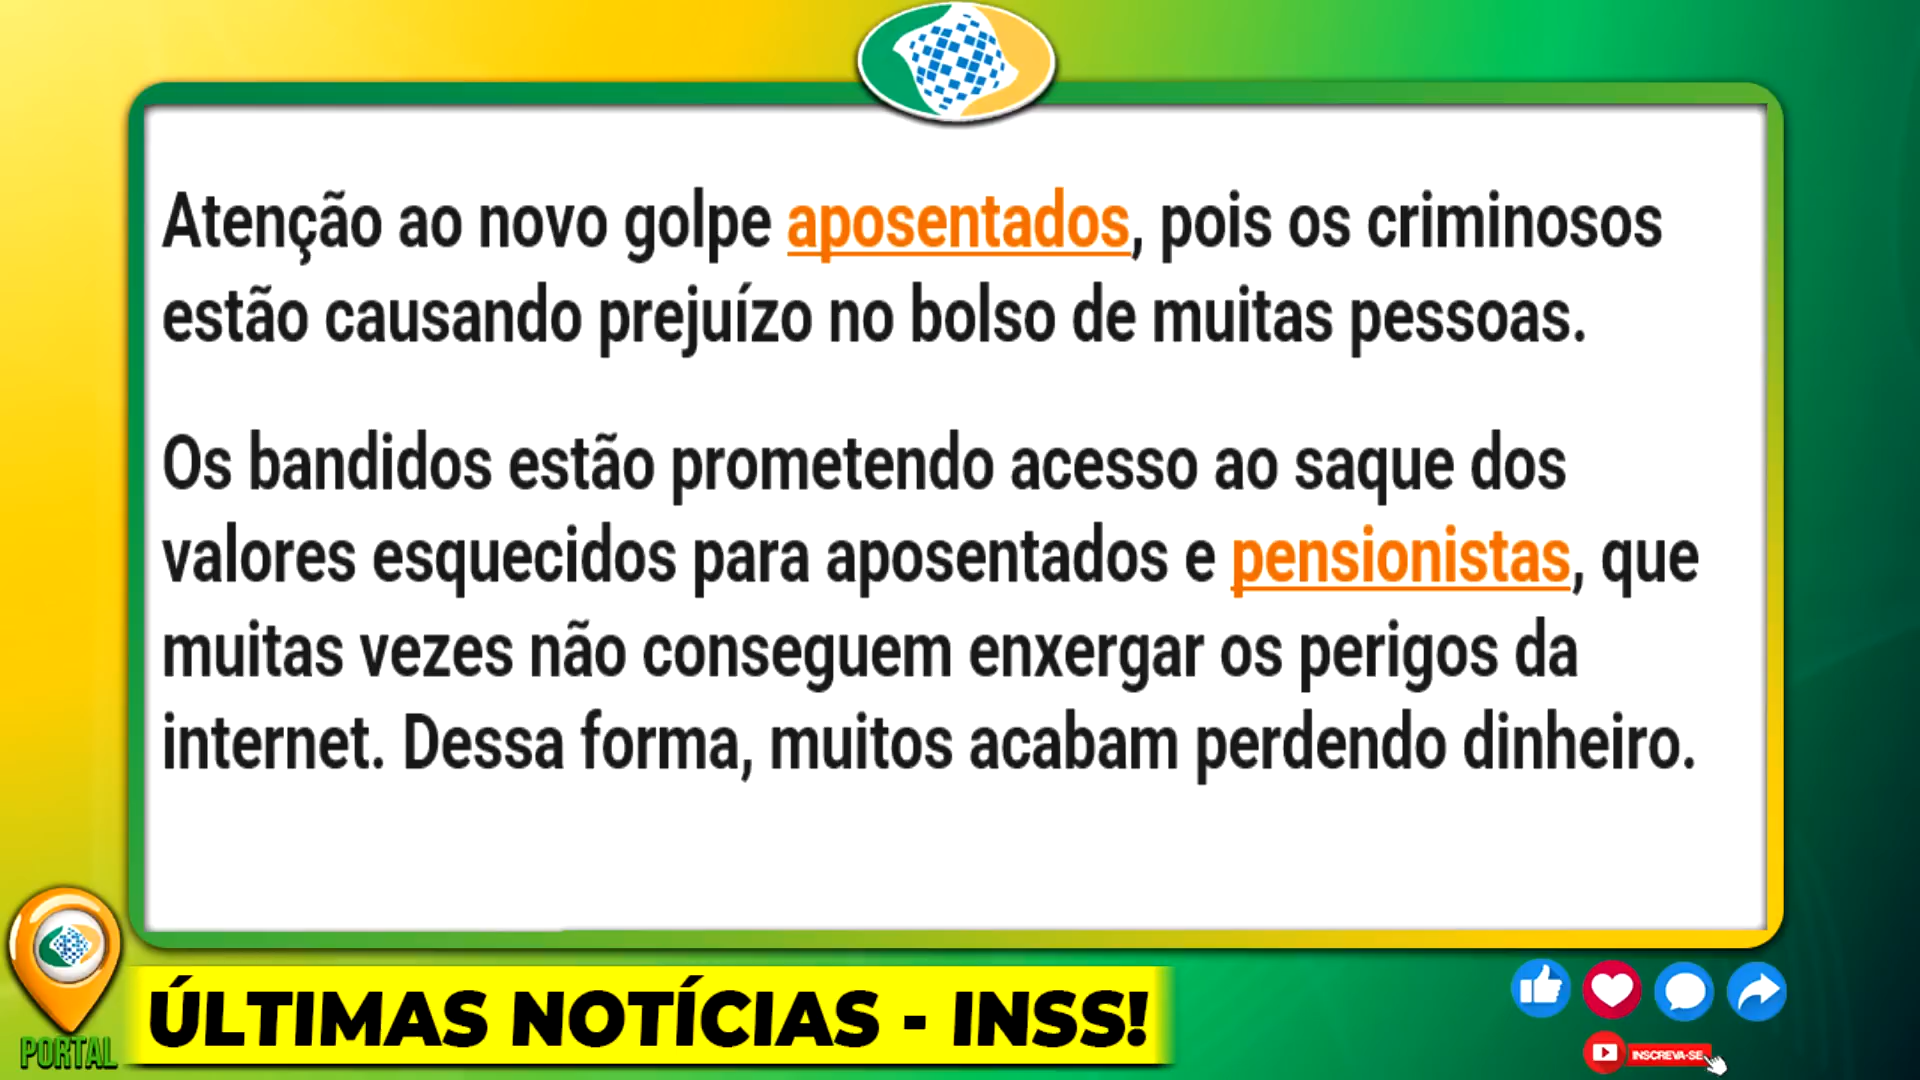 Atenção ao novo golpe aposentados, pois os criminosos
estão causando prejuízo no bolso de muitas pessoas.
Os bandidos estão prometendo acesso ao saque dos
valores esquecidos para aposentados e pensionistas, que
muitas vezes não conseguem enxergar os perigos da
internet. Dessa forma, muitos acabam perdendo dinheiro.
ÚLTIMAS NOTÍCIAS - INSS!
PORTAL
INSCREVA-SE